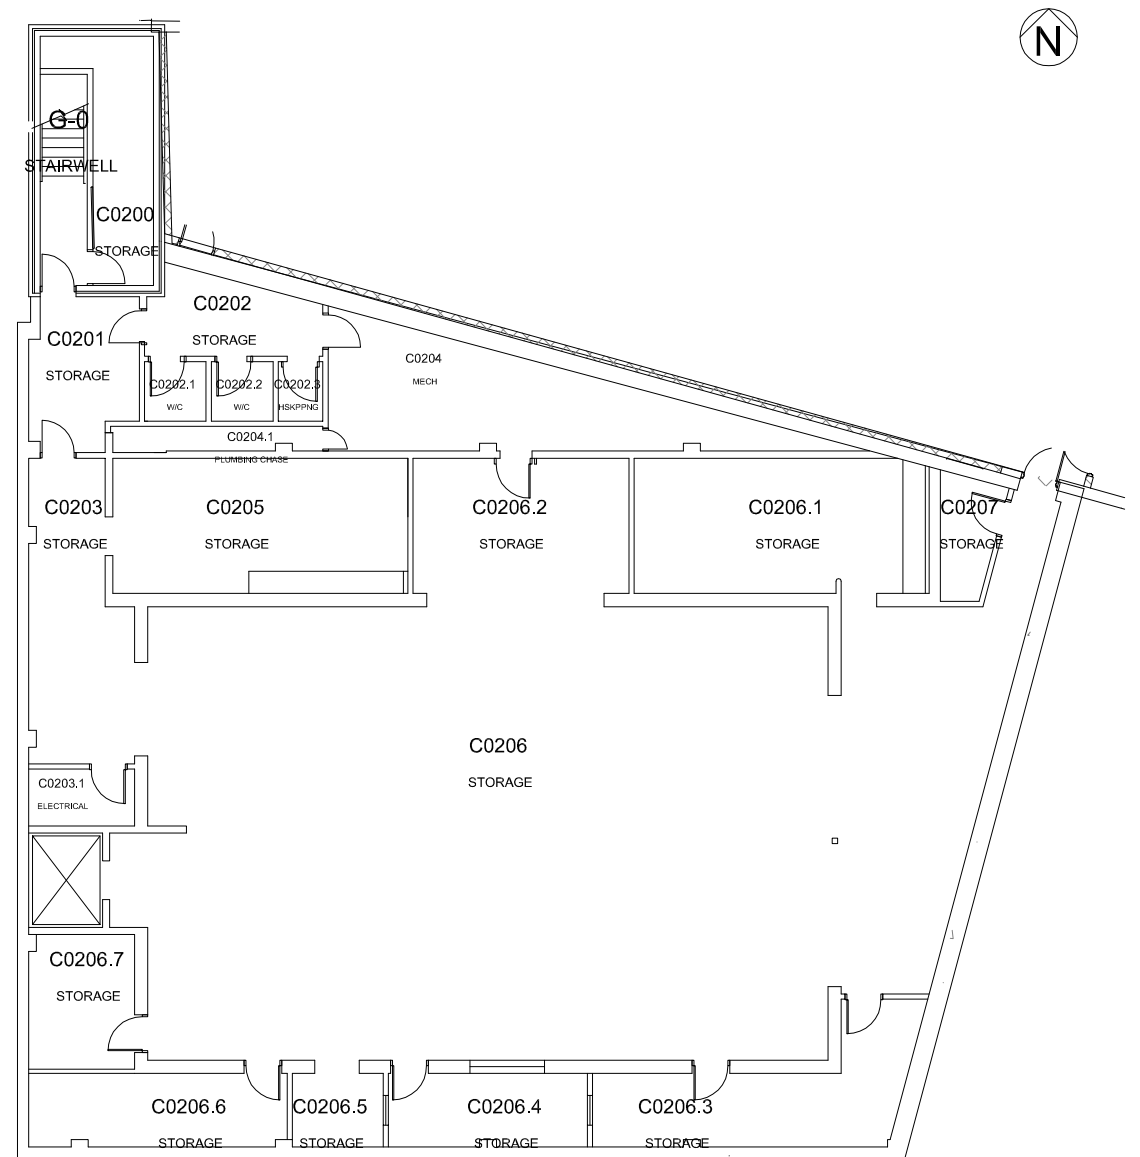 N
G-0
STAIRWELL
C0200
STORAGE
C0202
STORAGE
C0201
STORAGE
C0204
MECH
C0202.1
W/C
C0202.2
W/C
C0202.3
HSKPPNG
C0204.1
PLUMBING CHASE
C0203
STORAGE
C0205
STORAGE
C0206.2
STORAGE
C0206.1
STORAGE
C0207
STORAGE
C0206
STORAGE
C0203.1
ELECTRICAL
C0206.7
STORAGE
C0206.6
STORAGE
C0206.5
STORAGE
C0206.4
STORAGE
C0206.3
STORAGE